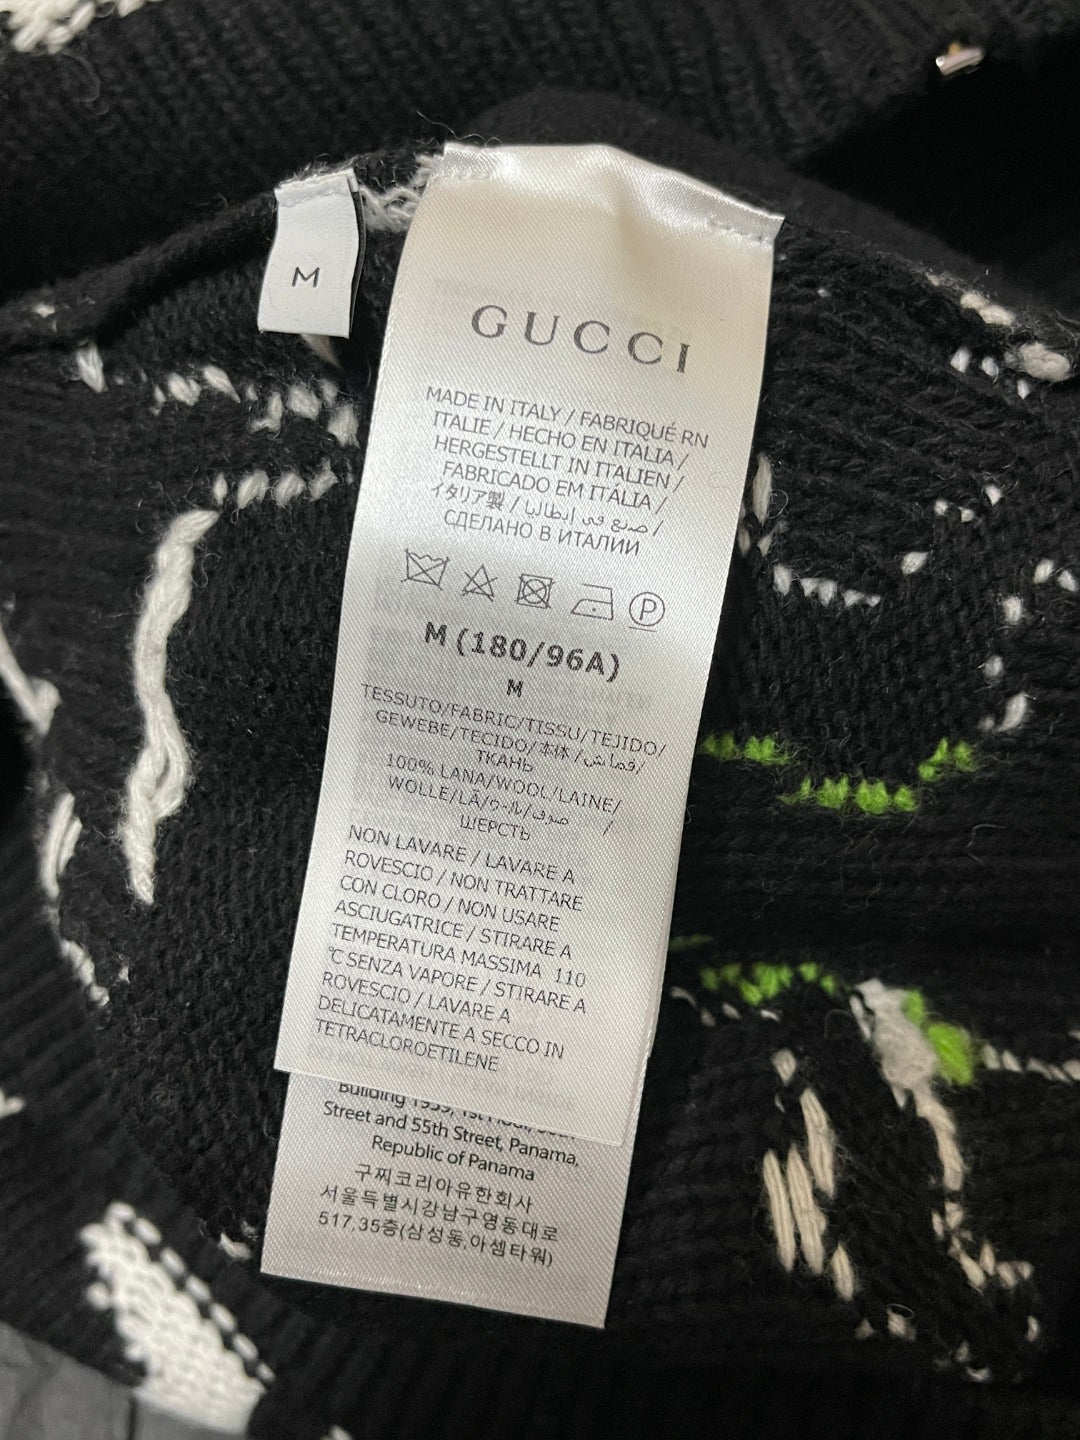 M
GUCCI
MADE IN ITALY / FABRIQUÉ RN
ITALIE / HECHO EN ITALIA /
HERGESTELLT IN ITALIEN /
FABRICADO EM ITALIA /
イタリア製 / صنع في إيطاليا /
СДЕЛАНО В ИТАЛИИ
P
M (180/96A)
M
TESSUTO/FABRIC/TISSU/TEJIDO/
GEWEBE/TECIDO/本体/قماش/
ТКАНЬ
100% LANA/WOOL/LAINE/
WOLLE/LÃ/ウール/صوف /
ШЕРСТЬ
NON LAVARE / LAVARE A
ROVESCIO / NON TRATTARE
CON CLORO / NON USARE
ASCIUGATRICE / STIRARE A
TEMPERATURA MASSIMA 110
℃ SENZA VAPORE / STIRARE A
ROVESCIO / LAVARE A
DELICATAMENTE A SECCO IN
TETRACLOROETILENE
Building
Street and 55th Street, Panama,
Republic of Panama
구찌코리아유한회사
서울특별시강남구영동대로
517,35층(삼성동,아셈타워)